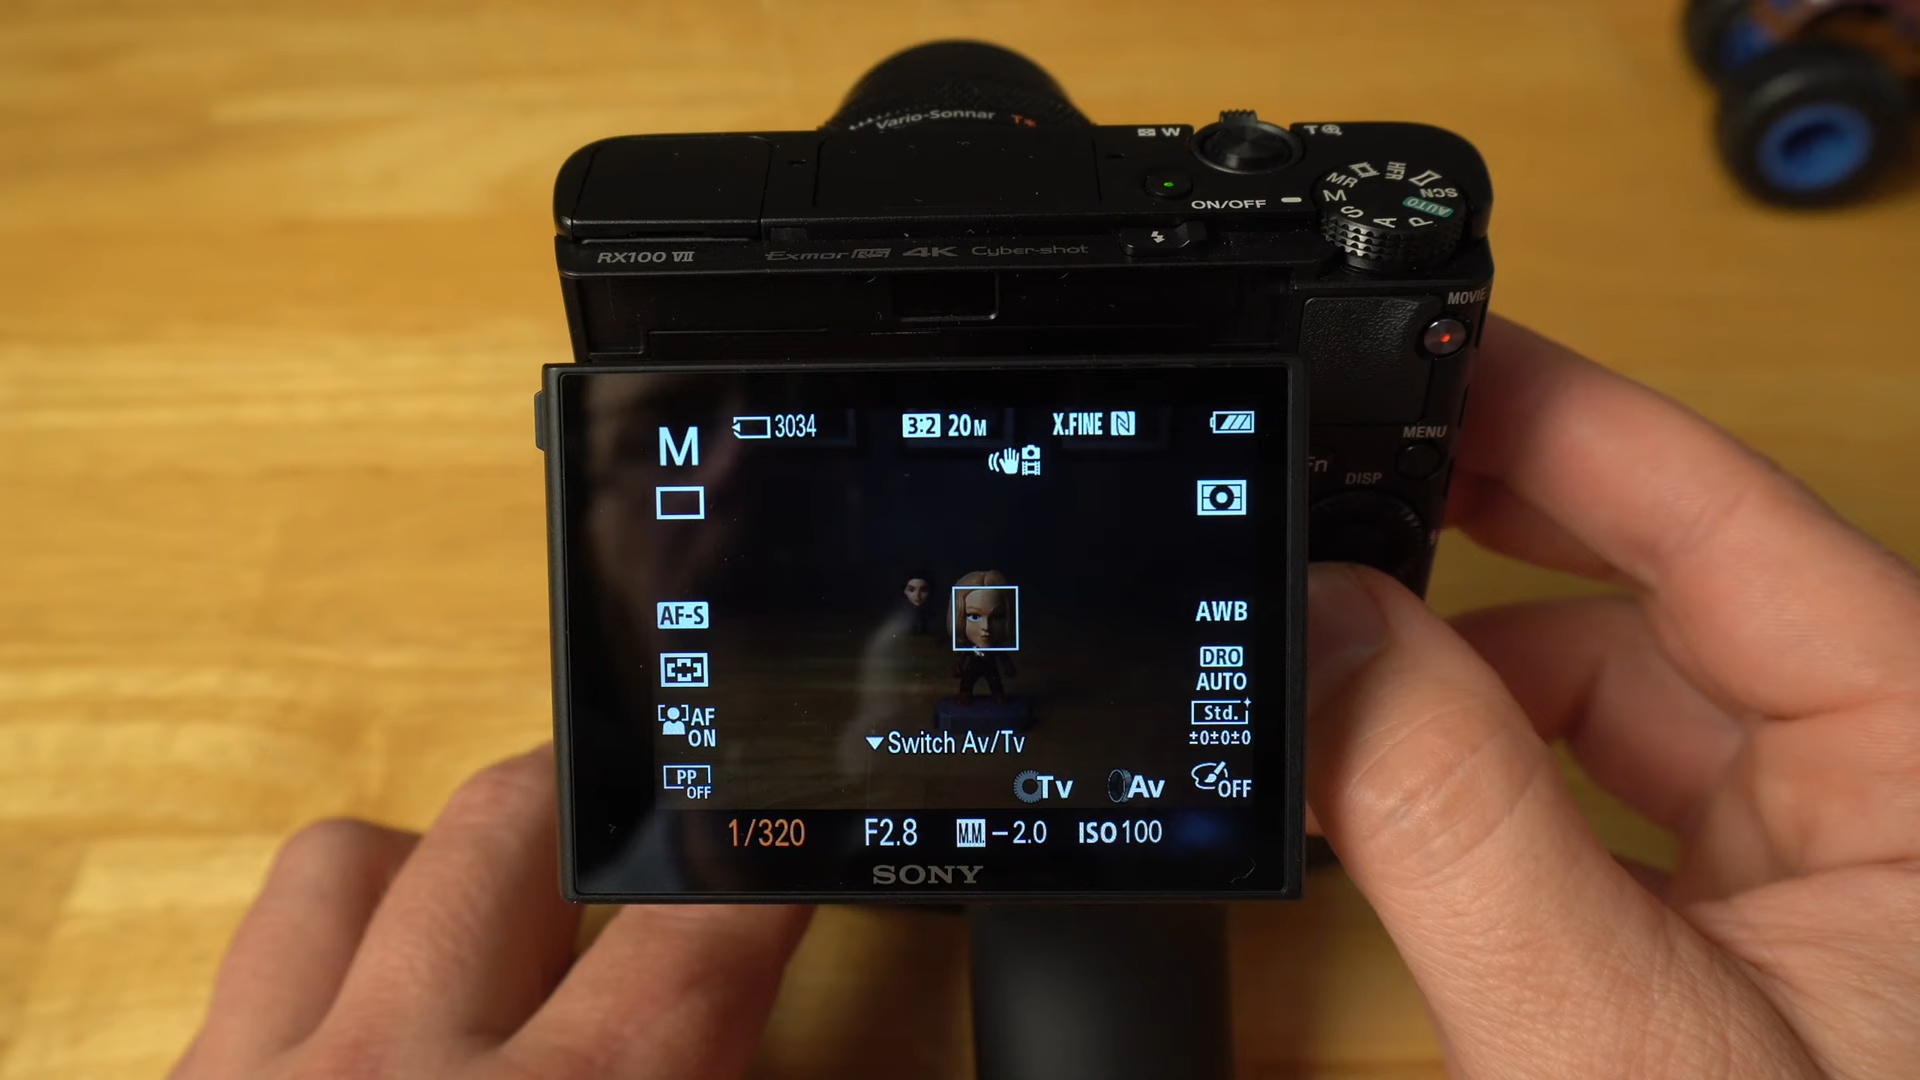 Vario-Sonnar T*
W
T
ON/OFF
MR
HFR
SCN
M
AUTO
S
A
P
RX100 VII
Exmor RS 4K Cyber-shot
MOVIE
MENU
Fn
DISP
M
3034
3:2 20M
X.FINE N
AF-S
AWB
DRO
AUTO
AF
ON
Std.
±0±0±0
PP
OFF
Switch Av/Tv
Tv
Av
OFF
1/320 F2.8 M.M. -2.0 ISO 100
SONY